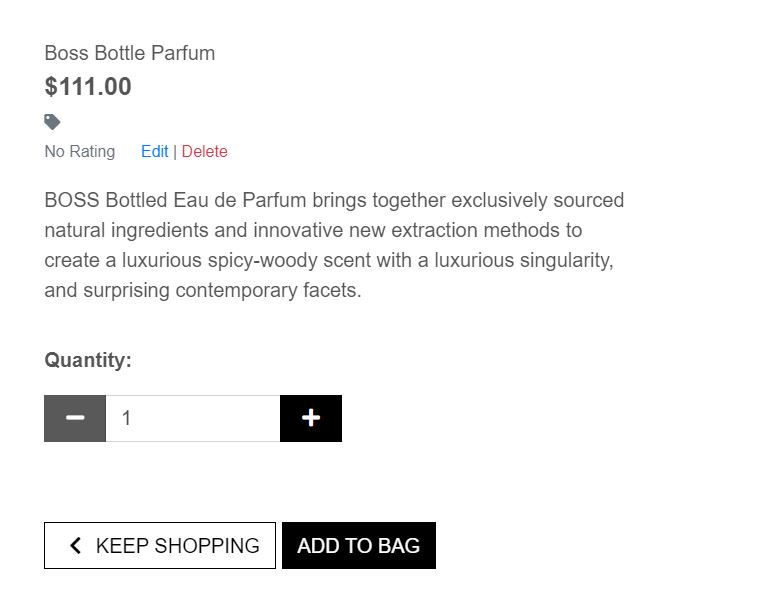 Boss Bottle Parfum
$111.00
No Rating Edit | Delete
BOSS Bottled Eau de Parfum brings together exclusively sourced
natural ingredients and innovative new extraction methods to
create a luxurious spicy-woody scent with a luxurious singularity,
and surprising contemporary facets.
Quantity:
1
KEEP SHOPPING ADD TO BAG